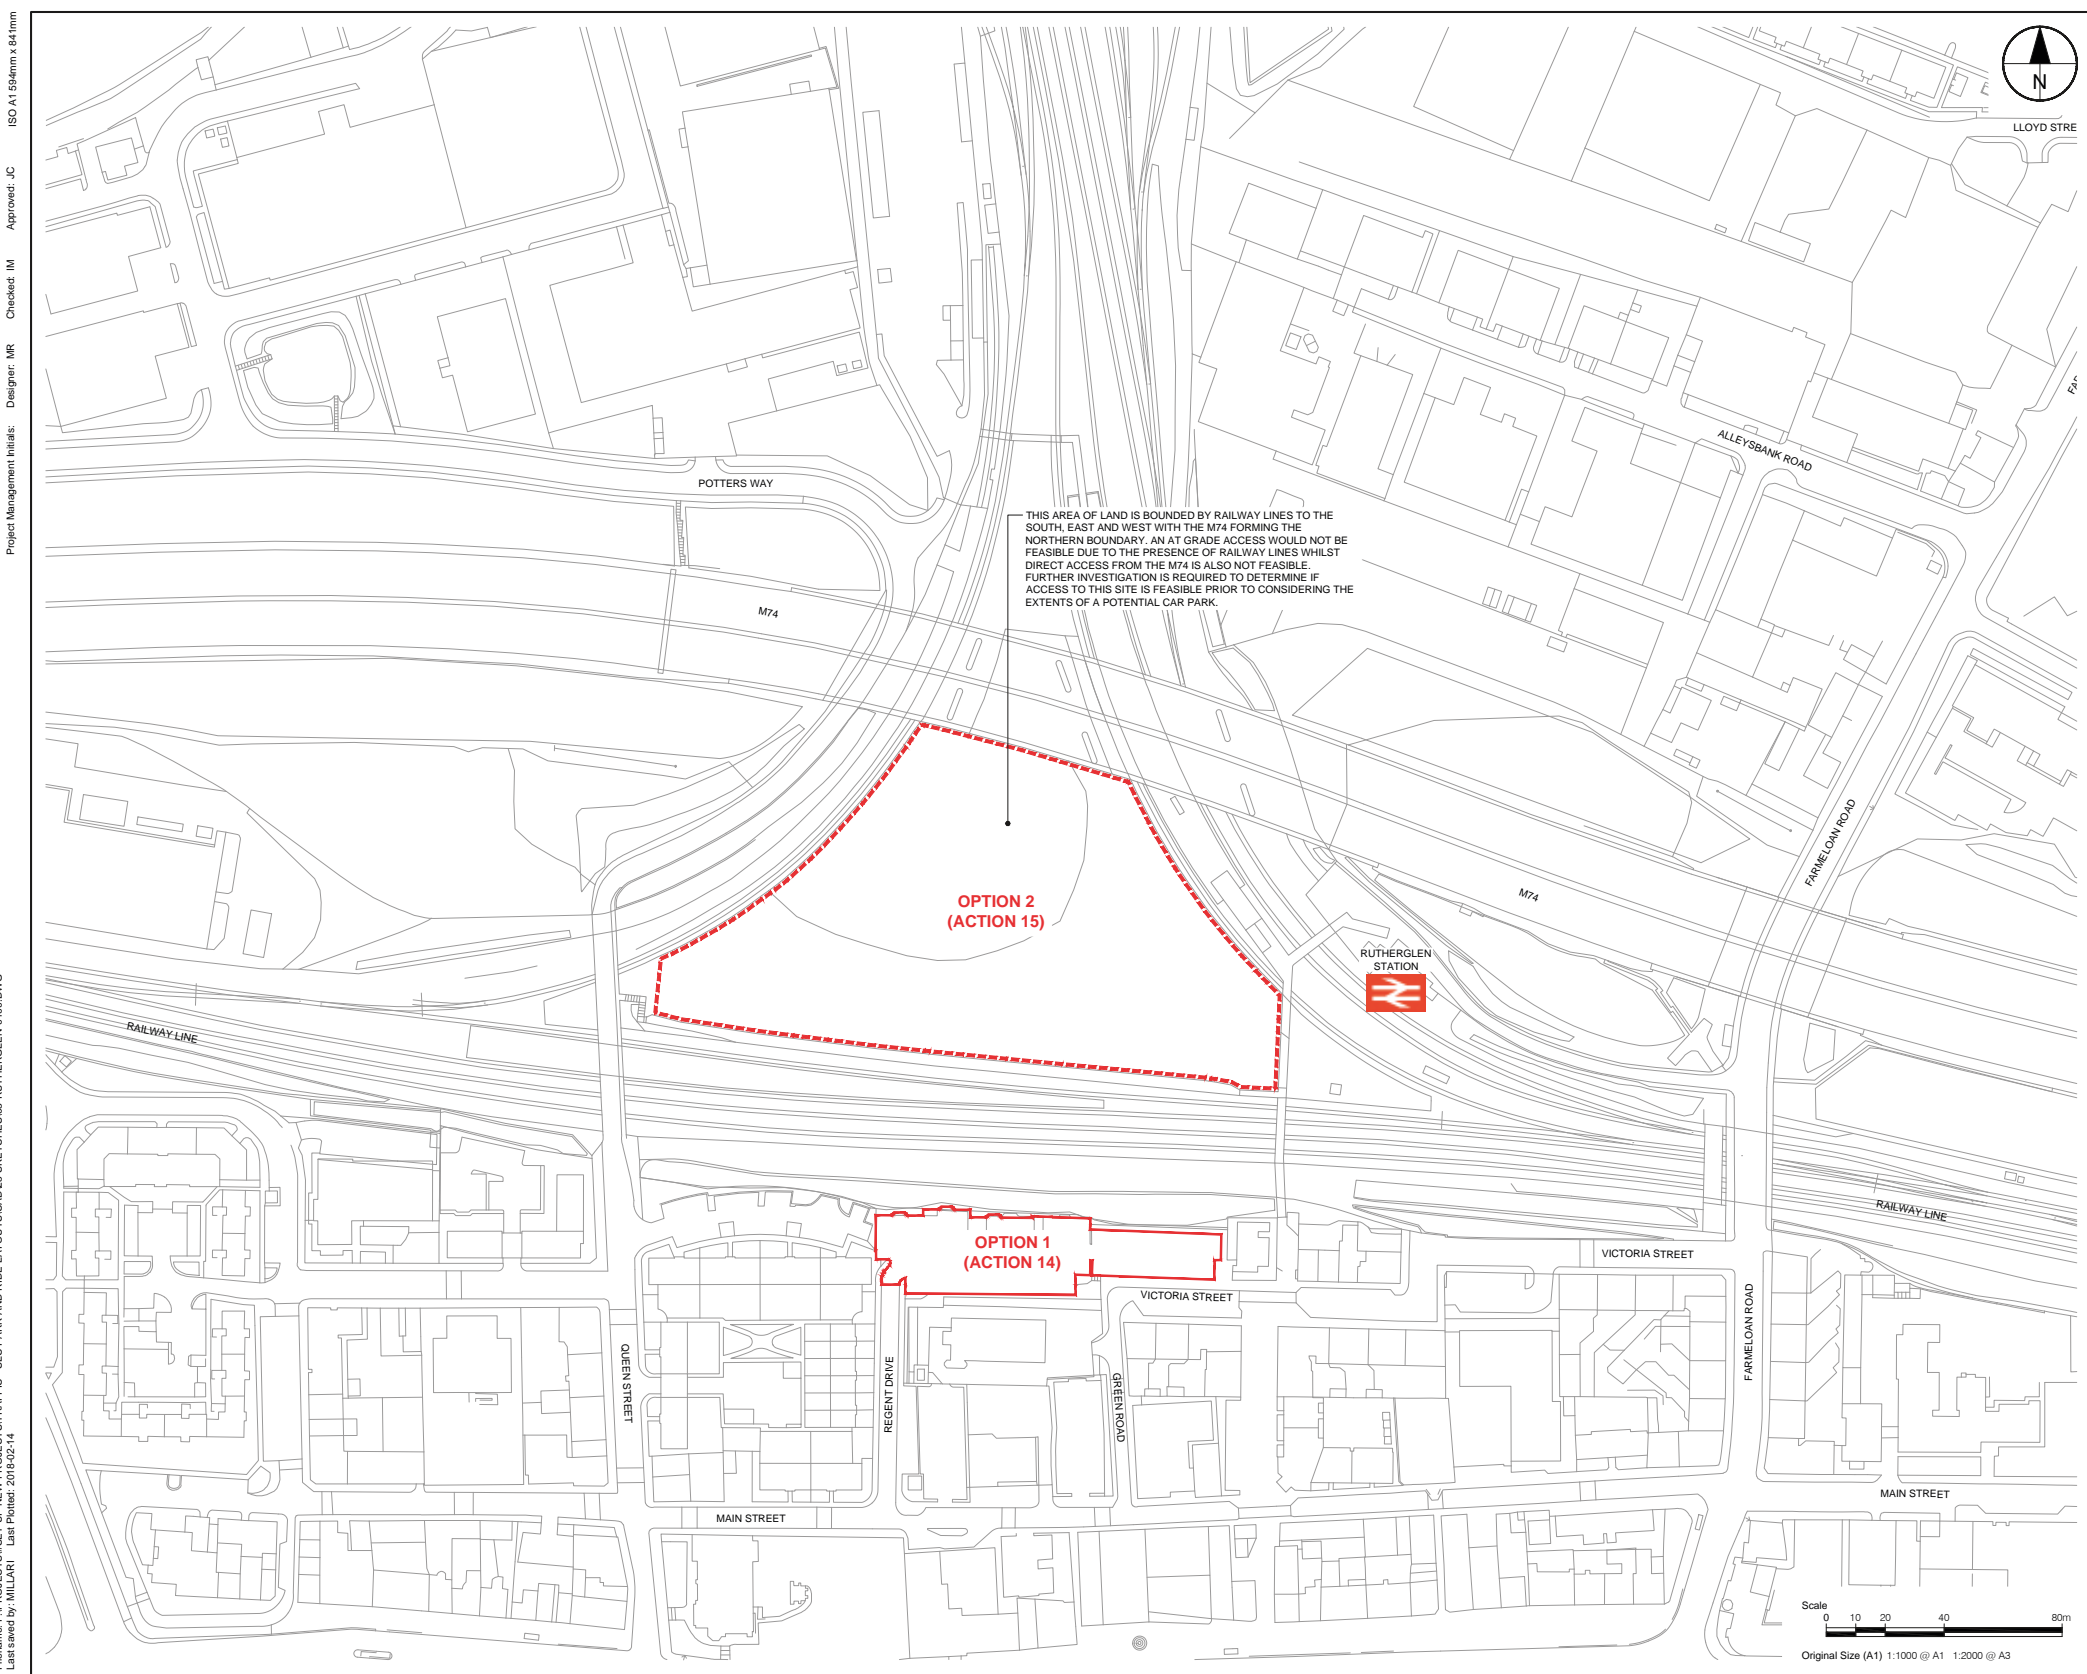 ISO A1 594mm x 841mm
Approved: JC
Checked: IM
Designer: MR
Project Management Initials:
Last saved by: MILLARI
Last Plotted: 2018-02-14
N
LLOYD STRE
ALLEYSBANK ROAD
POTTERS WAY
THIS AREA OF LAND IS BOUNDED BY RAILWAY LINES TO THE
SOUTH, EAST AND WEST WITH THE M74 FORMING THE
NORTHERN BOUNDARY. AN AT GRADE ACCESS WOULD NOT BE
FEASIBLE DUE TO THE PRESENCE OF RAILWAY LINES WHILST
DIRECT ACCESS FROM THE M74 IS ALSO NOT FEASIBLE.
FURTHER INVESTIGATION IS REQUIRED TO DETERMINE IF
ACCESS TO THIS SITE IS FEASIBLE PRIOR TO CONSIDERING THE
EXTENTS OF A POTENTIAL CAR PARK.
M74
FARMELOAN ROAD
M74
OPTION 2
(ACTION 15)
RUTHERGLEN
STATION
RAILWAY LINE
RAILWAY LINE
OPTION 1
(ACTION 14)
VICTORIA STREET
VICTORIA STREET
QUEEN STREET
REGENT DRIVE
GREEN ROAD
FARMELOAN ROAD
MAIN STREET
MAIN STREET
Scale
0 10 20 40 80m
Original Size (A1) 1:1000 @ A1 1:2000 @ A3